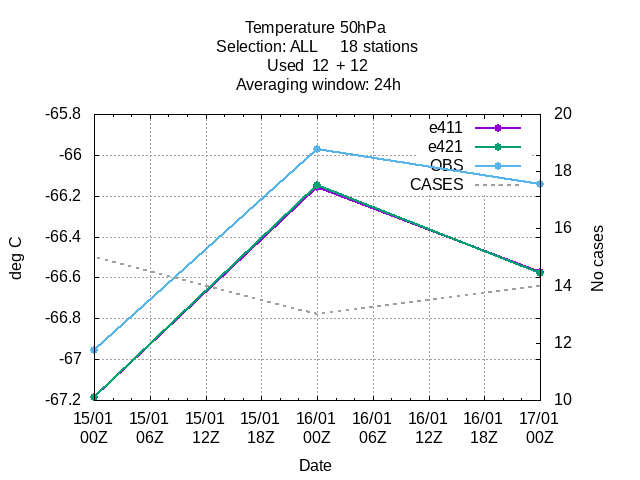 Temperature 50hPa
Selection: ALL 18 stations
Used 12 + 12
Averaging window: 24h
-65.8
-66
-66.2
-66.4
-66.6
-66.8
-67
-67.2
deg C
e411
e421
OBS
CASES
20
18
16
14
12
10
No cases
15/01 15/01 15/01 15/01 16/01 16/01 16/01 16/01 17/01
00Z 06Z 12Z 18Z 00Z 06Z 12Z 18Z 00Z
Date